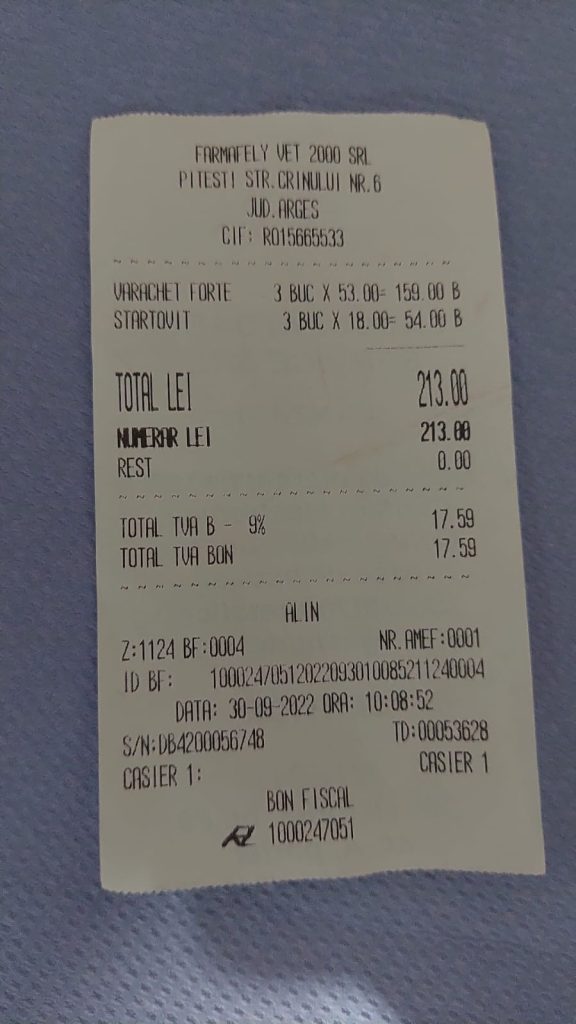 FARMAFELY VET 2000 SRL
PITESTI STR.CRINULUI NR.6
JUD.ARGES
CIF: RO15665533
VARACHET FORTE 3 BUC X 53.00= 159.00 B
STARTOVIT 3 BUC X 18.00= 54.00 B
TOTAL LEI 213.00
NUMERAR LEI 213.00
REST 0.00
TOTAL TVA B - 9% 17.59
TOTAL TVA BON 17.59
ALIN
Z:1124 BF:0004 NR.AMEF:0001
ID BF: 10002470512022093010085211240004
DATA: 30-09-2022 ORA: 10:08:52
S/N:DB4200056748 TD:00053628
CASIER 1: CASIER 1
BON FISCAL
1000247051